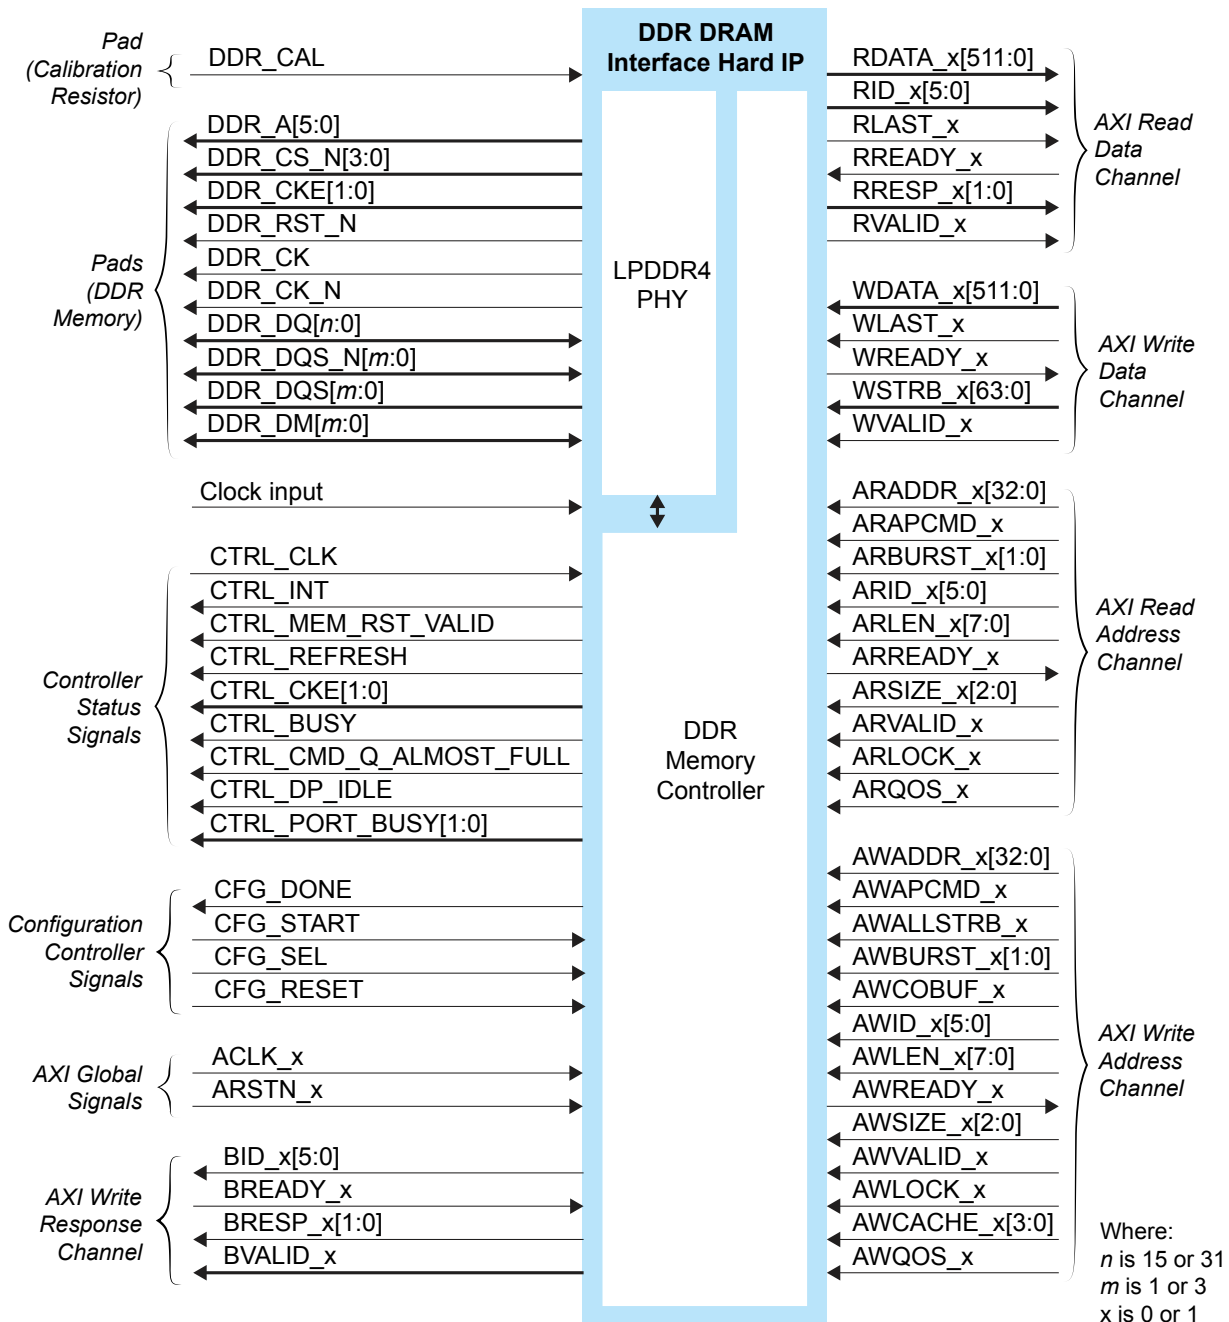 Pad
(Calibration
Resistor)
DDR_CAL
Pads
(DDR
Memory)
DDR_A[5:0]
DDR_CS_N[3:0]
DDR_CKE[1:0]
DDR_RST_N
DDR_CK
DDR_CK_N
DDR_DQ[n:0]
DDR_DQS_N[m:0]
DDR_DQS[m:0]
DDR_DM[m:0]
Clock input
Controller
Status
Signals
CTRL_CLK
CTRL_INT
CTRL_MEM_RST_VALID
CTRL_REFRESH
CTRL_CKE[1:0]
CTRL_BUSY
CTRL_CMD_Q_ALMOST_FULL
CTRL_DP_IDLE
CTRL_PORT_BUSY[1:0]
Configuration
Controller
Signals
CFG_DONE
CFG_START
CFG_SEL
CFG_RESET
AXI Global
Signals
ACLK_x
ARSTN_x
AXI Write
Response
Channel
BID_x[5:0]
BREADY_x
BRESP_x[1:0]
BVALID_x
DDR DRAM
Interface Hard IP
LPDDR4
PHY
DDR
Memory
Controller
RDATA_x[511:0]
RID_x[5:0]
RLAST_x
RREADY_x
RRESP_x[1:0]
RVALID_x
AXI Read
Data
Channel
WDATA_x[511:0]
WLAST_x
WREADY_x
WSTRB_x[63:0]
WVALID_x
AXI Write
Data
Channel
ARADDR_x[32:0]
ARAPCMD_x
ARBURST_x[1:0]
ARID_x[5:0]
ARLEN_x[7:0]
ARREADY_x
ARSIZE_x[2:0]
ARVALID_x
ARLOCK_x
ARQOS_x
AXI Read
Address
Channel
AWADDR_x[32:0]
AWAPCMD_x
AWALLSTRB_x
AWBURST_x[1:0]
AWCOBUF_x
AWID_x[5:0]
AWLEN_x[7:0]
AWREADY_x
AWSIZE_x[2:0]
AWVALID_x
AWLOCK_x
AWCACHE_x[3:0]
AWQOS_x
AXI Write
Address
Channel
Where:
n is 15 or 31
m is 1 or 3
x is 0 or 1